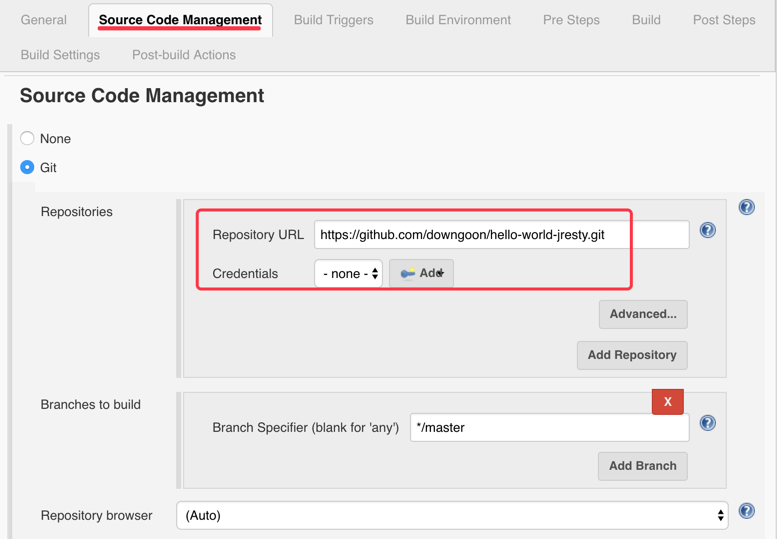 General Source Code Management Build Triggers Build Environment Pre Steps Build Post Steps
Build Settings Post-build Actions
Source Code Management
None
Git
Repositories
Repository URL https://github.com/downgoon/hello-world-jresty.git
Credentials - none - Add
Advanced...
Add Repository
Branches to build
X
Branch Specifier (blank for 'any') */master
Add Branch
Repository browser (Auto)